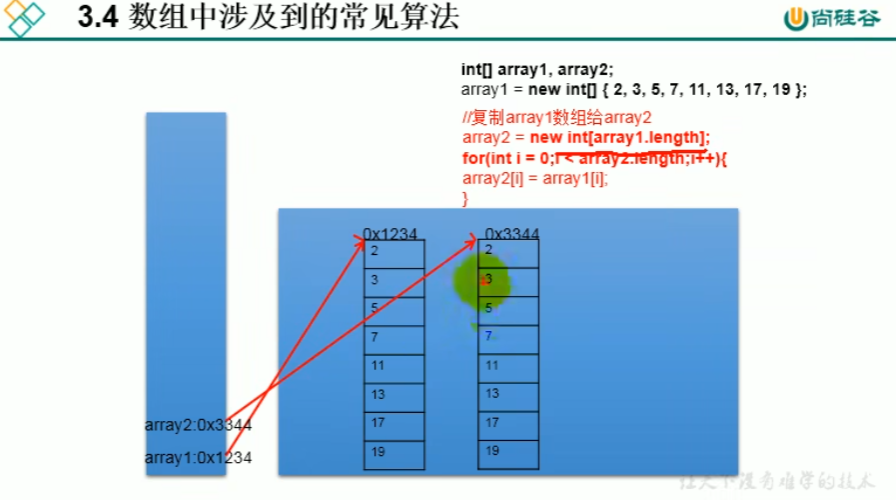 3.4 数组中涉及到的常见算法
尚硅谷
int[] array1, array2;
array1 = new int[] { 2, 3, 5, 7, 11, 13, 17, 19 };
//复制array1数组给array2
array2 = new int[array1.length];
for(int i = 0;i < array2.length;i++){
array2[i] = array1[i];
}
0x1234
2
3
5
7
11
13
17
19
0x3344
2
3
5
7
11
13
17
19
array2:0x3344
array1:0x1234
让天下没有难学的技术